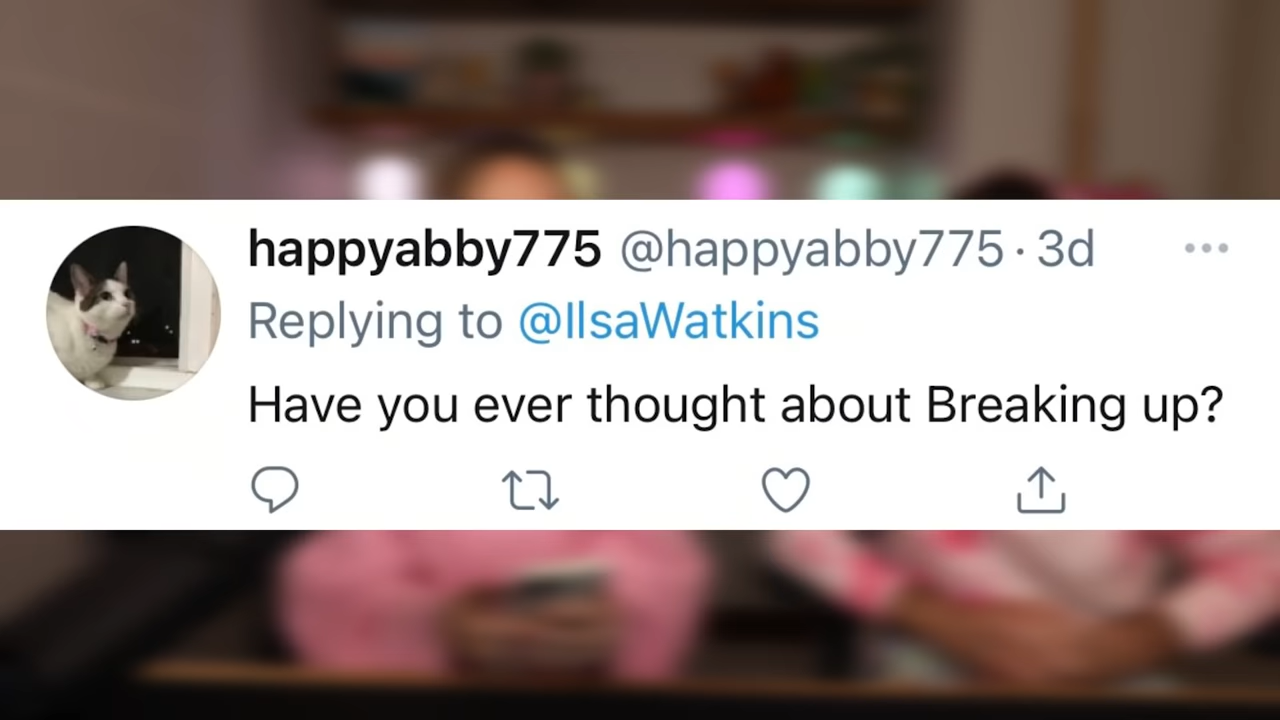 happyabby775 @happyabby775 · 3d
Replying to @IlsaWatkins
Have you ever thought about Breaking up?